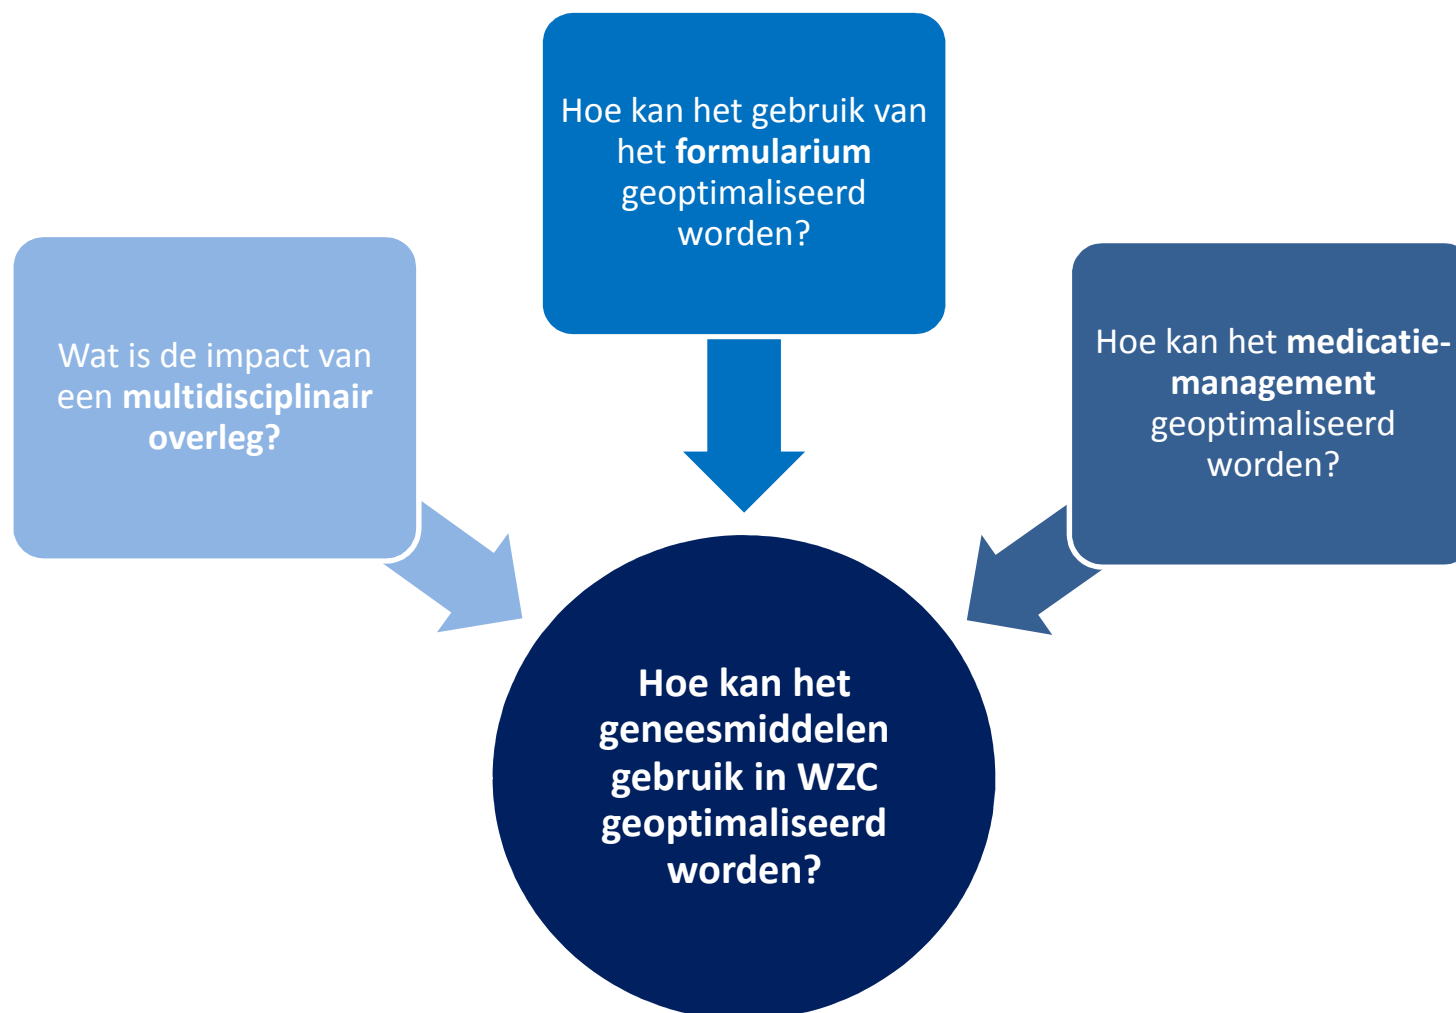 Hoe kan het gebruik van
het formularium
geoptimaliseerd
worden?
Wat is de impact van
een multidisciplinair
overleg?
Hoe kan het medicatie-
management
geoptimaliseerd
worden?
Hoe kan het
geneesmiddelen
gebruik in WZC
geoptimaliseerd
worden?